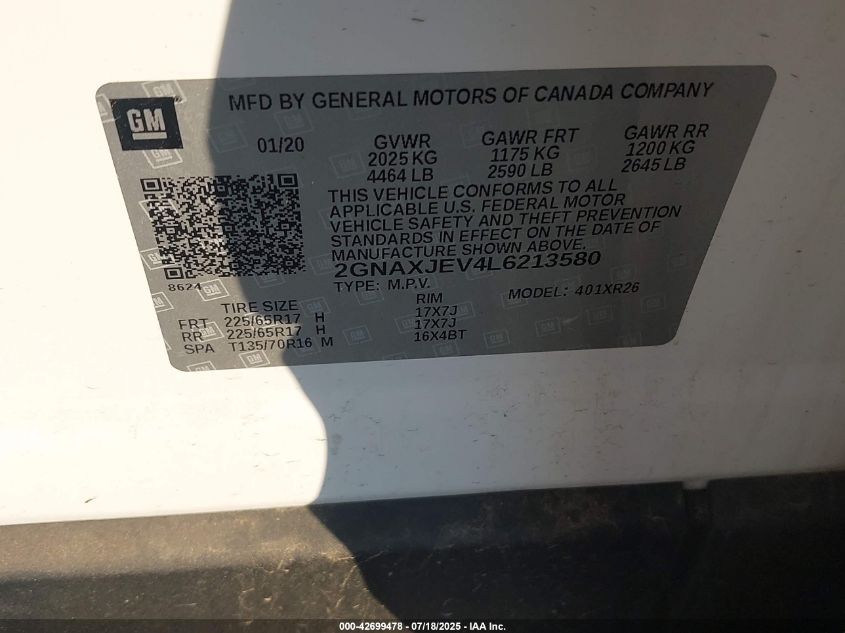 GM
MFD BY GENERAL MOTORS OF CANADA COMPANY
01/20 GVWR GAWR FRT GAWR RR
2025 KG 1175 KG 1200 KG
4464 LB 2590 LB 2645 LB
THIS VEHICLE CONFORMS TO ALL
APPLICABLE U.S. FEDERAL MOTOR
VEHICLE SAFETY AND THEFT PREVENTION
STANDARDS IN EFFECT ON THE DATE OF
MANUFACTURE SHOWN ABOVE.
2GNAXJEV4L6213580
8624 TYPE: M.P.V. MODEL: 401XR26
TIRE SIZE RIM
FRT 225/65R17 H 17X7J
RR 225/65R17 H 17X7J
SPA T135/70R16 M 16X4BT
000-42699478 - 07/18/2025 - IAA Inc.